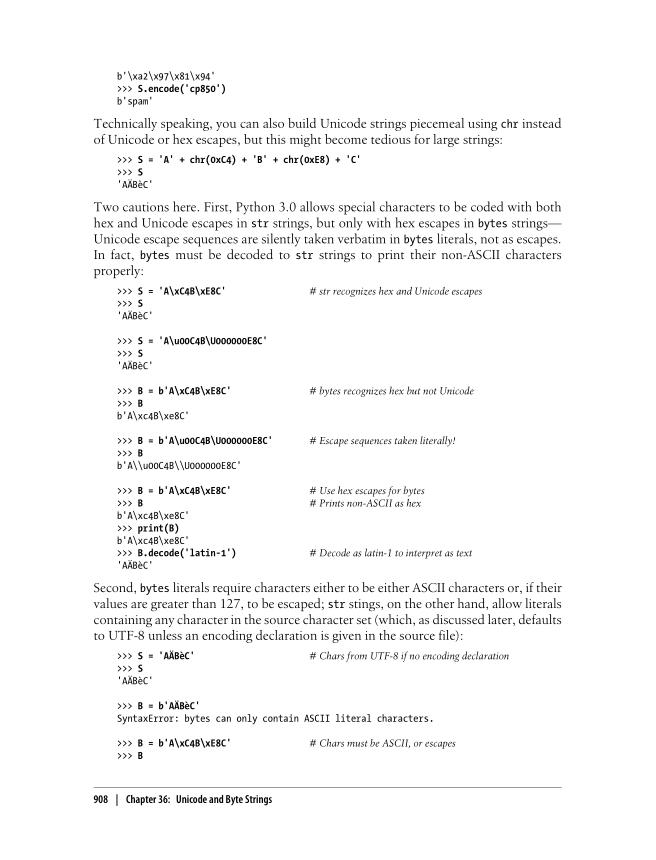 b'\xa2\x97\x81\x94'
>>> S.encode('cp850')
b'spam'
Technically speaking, you can also build Unicode strings piecemeal using chr instead
of Unicode or hex escapes, but this might become tedious for large strings:
>>> S = 'A' + chr(0xC4) + 'B' + chr(0xE8) + 'C'
>>> S
'AÄBèC'
Two cautions here. First, Python 3.0 allows special characters to be coded with both
hex and Unicode escapes in str strings, but only with hex escapes in bytes strings—
Unicode escape sequences are silently taken verbatim in bytes literals, not as escapes.
In fact, bytes must be decoded to str strings to print their non-ASCII characters
properly:
>>> S = 'A\xC4B\xE8C' # str recognizes hex and Unicode escapes
>>> S
'AÄBèC'
>>> S = 'A\u00C4B\U000000E8C'
>>> S
'AÄBèC'
>>> B = b'A\xC4B\xE8C' # bytes recognizes hex but not Unicode
>>> B
b'A\xc4B\xe8C'
>>> B = b'A\u00C4B\U000000E8C' # Escape sequences taken literally!
>>> B
b'A\\u00C4B\\U000000E8C'
>>> B = b'A\xC4B\xE8C' # Use hex escapes for bytes
>>> B # Prints non-ASCII as hex
b'A\xc4B\xe8C'
>>> print(B)
b'A\xc4B\xe8C'
>>> B.decode('latin-1') # Decode as latin-1 to interpret as text
'AÄBèC'
Second, bytes literals require characters either to be either ASCII characters or, if their
values are greater than 127, to be escaped; str stings, on the other hand, allow literals
containing any character in the source character set (which, as discussed later, defaults
to UTF-8 unless an encoding declaration is given in the source file):
>>> S = 'AÄBèC' # Chars from UTF-8 if no encoding declaration
>>> S
'AÄBèC'
>>> B = b'AÄBèC'
SyntaxError: bytes can only contain ASCII literal characters.
>>> B = b'A\xC4B\xE8C' # Chars must be ASCII, or escapes
>>> B
908 | Chapter 36: Unicode and Byte Strings